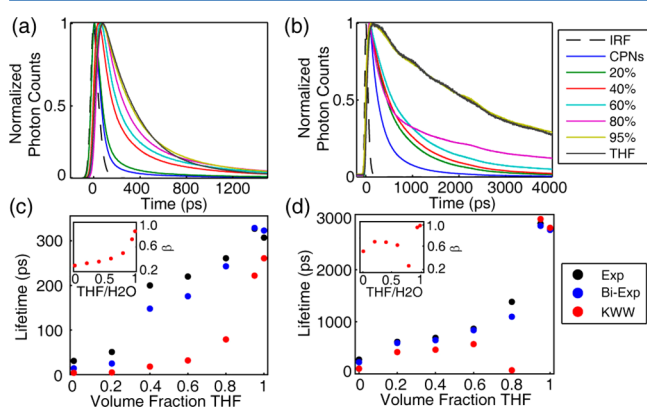 (a)
Normalized
Photon Counts
1
0.5
0
0
400
800
1200
Time (ps)
(b)
Normalized
Photon Counts
1
0.5
0
0
1000
2000
3000
4000
Time (ps)
IRF
CPNs
20%
40%
60%
80%
95%
THF
(c)
Lifetime (ps)
300
200
100
0
0
0.2
0.4
0.6
0.8
1
Volume Fraction THF
1.0
0.6
0.2
β
0
0.5
1
THF/H2O
(d)
Lifetime (ps)
3000
2000
1000
0
0
0.2
0.4
0.6
0.8
1
Volume Fraction THF
1.0
0.6
0.2
β
0
0.5
1
THF/H2O
Exp
Bi-Exp
KWW